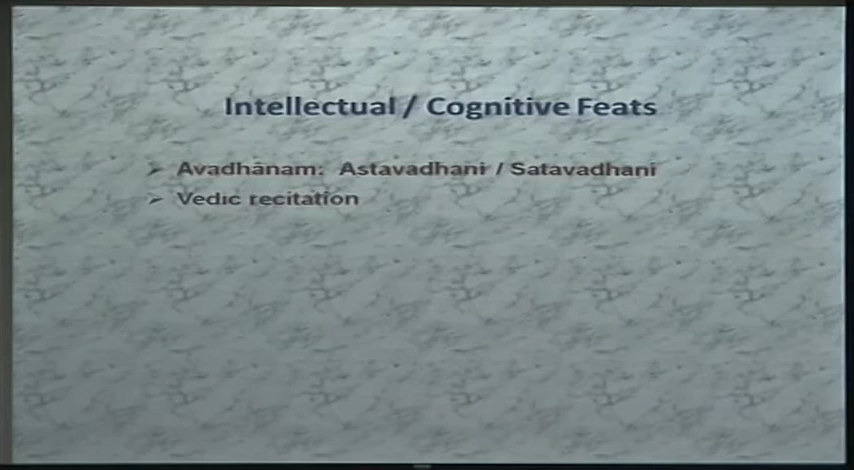 Intellectual / Cognitive Feats
Avadhānam: Astavadhani / Satavadhani
Vedic recitation